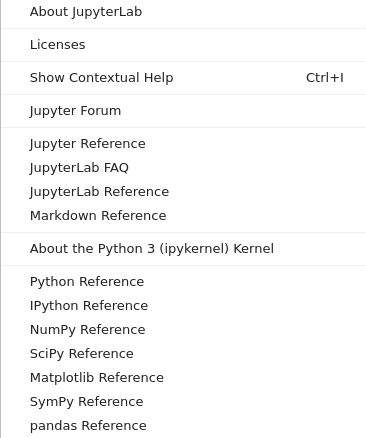 About JupyterLab
Licenses
Show Contextual Help Ctrl+I
Jupyter Forum
Jupyter Reference
JupyterLab FAQ
JupyterLab Reference
Markdown Reference
About the Python 3 (ipykernel) Kernel
Python Reference
IPython Reference
NumPy Reference
SciPy Reference
Matplotlib Reference
SymPy Reference
pandas Reference